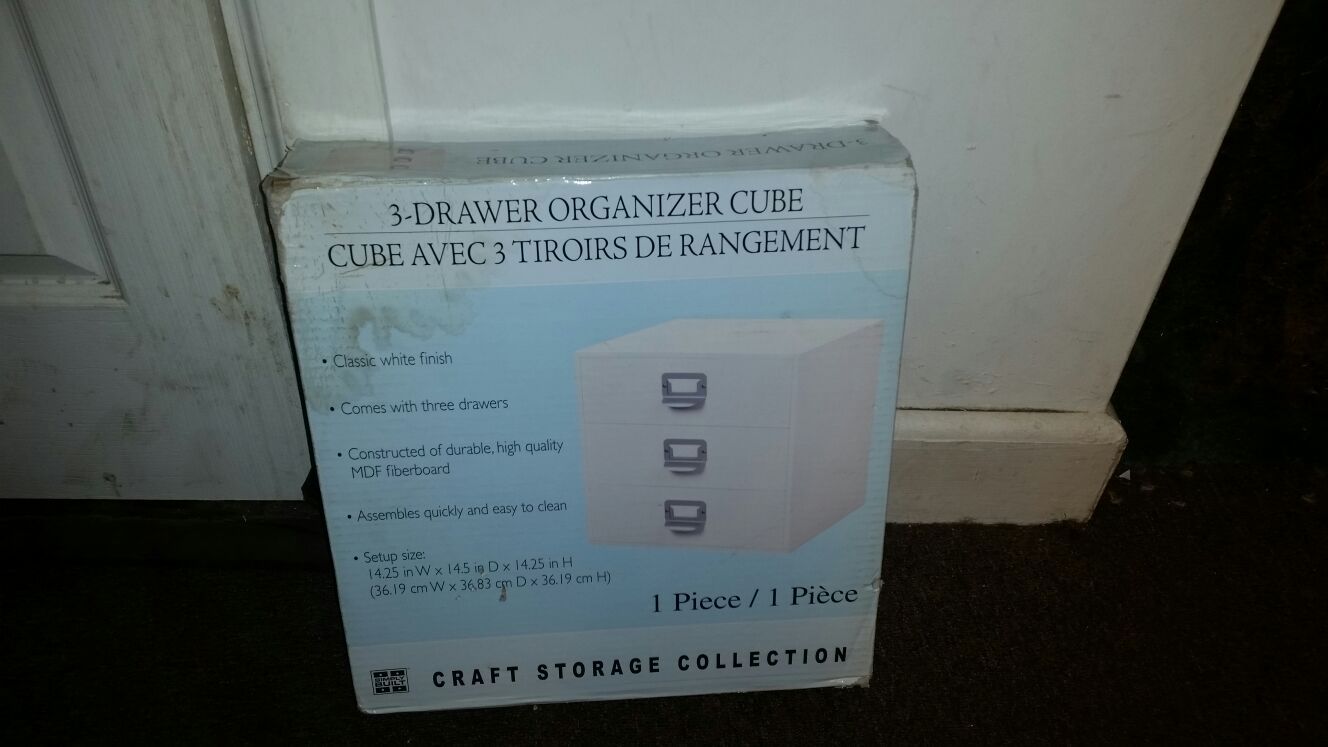 3-DRAWER ORGANIZER CUBE
3-DRAWER ORGANIZER CUBE
CUBE AVEC 3 TIROIRS DE RANGEMENT
• Classic white finish
• Comes with three drawers
• Constructed of durable, high quality
MDF fiberboard
• Assembles quickly and easy to clean
• Setup size:
14.25 in W x 14.5 in D x 14.25 in H
(36.19 cm W x 36.83 cm D x 36.19 cm H)
1 Piece / 1 Pièce
SIMPLY
BUILT
CRAFT STORAGE COLLECTION